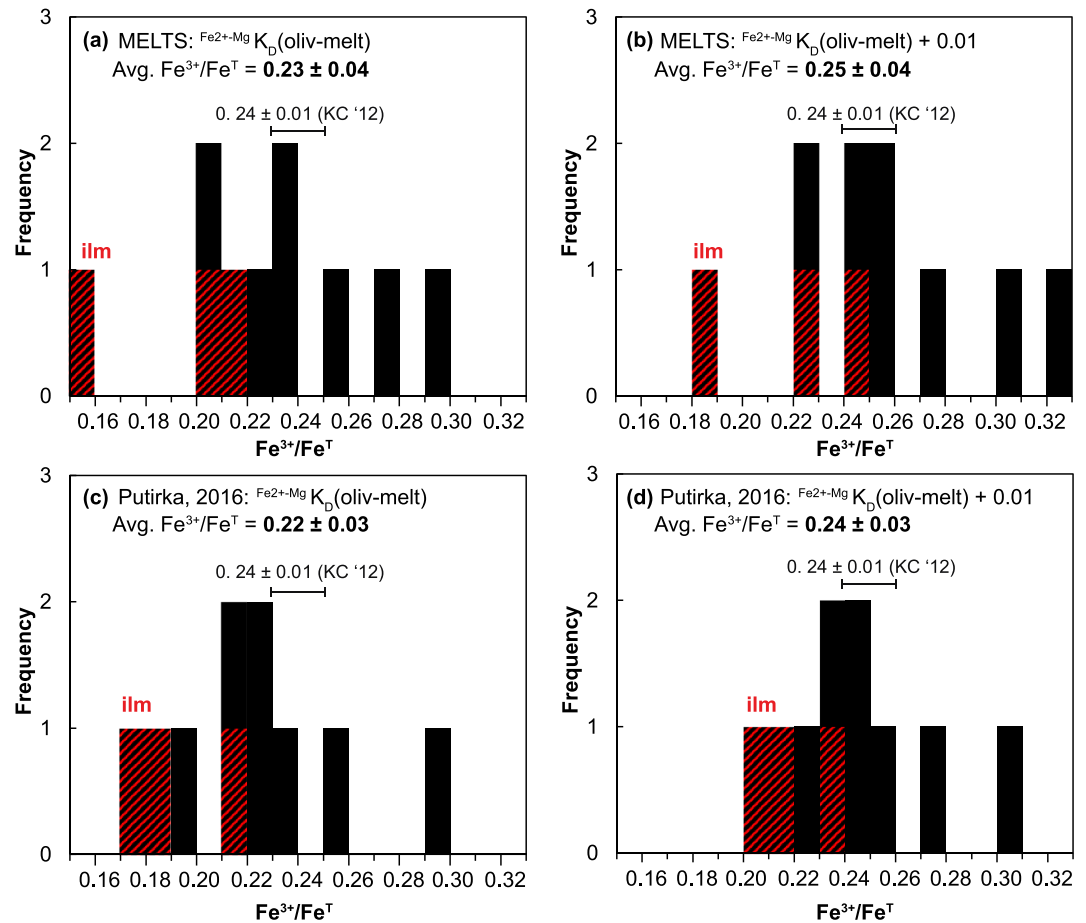 (a) MELTS: Fe2+-Mg KD(oliv-melt)
Avg. Fe3+/FeT = 0.23 ± 0.04
0. 24 ± 0.01 (KC ‘12)
ilm
Frequency
3
2
1
0
0.16 0.18 0.20 0.22 0.24 0.26 0.28 0.30 0.32
Fe3+/FeT
(b) MELTS: Fe2+-Mg KD(oliv-melt) + 0.01
Avg. Fe3+/FeT = 0.25 ± 0.04
0. 24 ± 0.01 (KC ‘12)
ilm
Frequency
3
2
1
0
0.16 0.18 0.20 0.22 0.24 0.26 0.28 0.30 0.32
Fe3+/FeT
(c) Putirka, 2016: Fe2+-Mg KD(oliv-melt)
Avg. Fe3+/FeT = 0.22 ± 0.03
0. 24 ± 0.01 (KC ‘12)
ilm
Frequency
3
2
1
0
0.16 0.18 0.20 0.22 0.24 0.26 0.28 0.30 0.32
Fe3+/FeT
(d) Putirka, 2016: Fe2+-Mg KD(oliv-melt) + 0.01
Avg. Fe3+/FeT = 0.24 ± 0.03
0. 24 ± 0.01 (KC ‘12)
ilm
Frequency
3
2
1
0
0.16 0.18 0.20 0.22 0.24 0.26 0.28 0.30 0.32
Fe3+/FeT